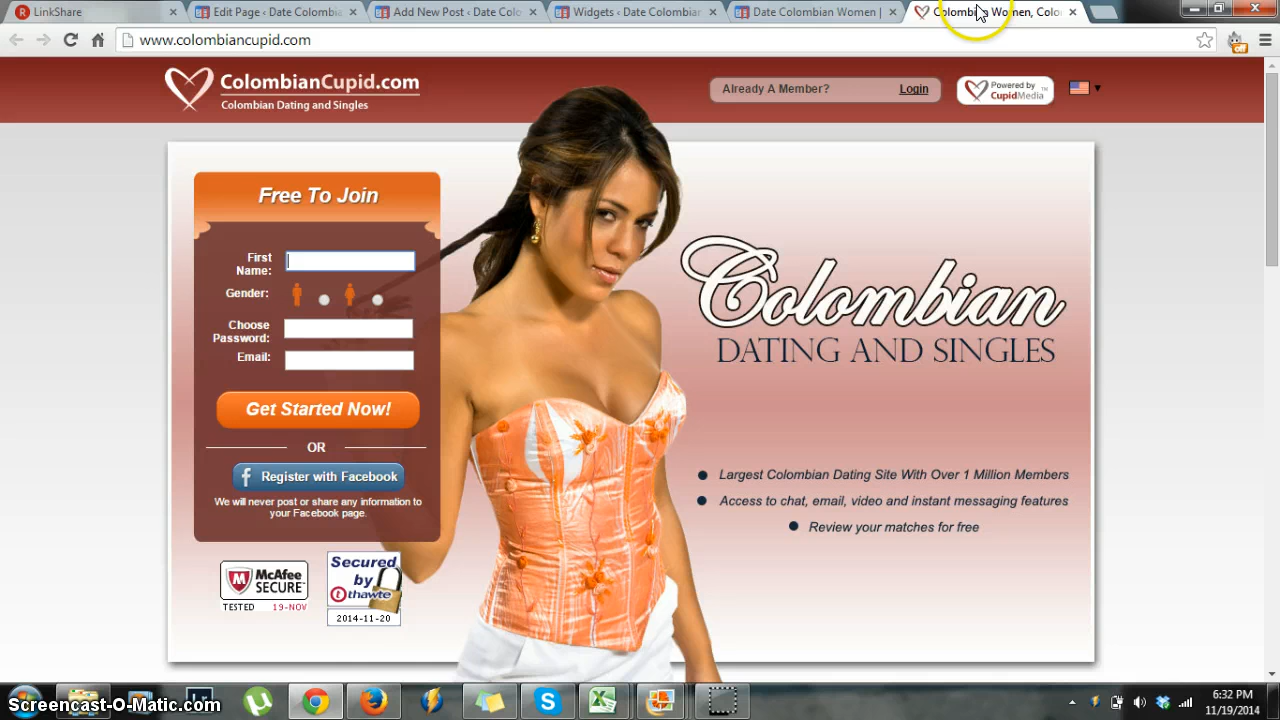 LinkShare
Edit Page ‹ Date Colombian
Add New Post ‹ Date Colo
Widgets ‹ Date Colombian
Date Colombian Women |
Colombian Women, Colo
www.colombiancupid.com
off
ColombianCupid.com
Colombian Dating and Singles
Already A Member?
Login
Powered by
CupidMedia™
Free To Join
First
Name:
Gender:
Choose
Password:
Email:
Get Started Now!
OR
f Register with Facebook
We will never post or share any information to
your Facebook page.
Colombian
DATING AND SINGLES
Largest Colombian Dating Site With Over 1 Million Members
Access to chat, email, video and instant messaging features
Review your matches for free
McAfee
SECURE
TESTED 19-NOV
Secured
by
thawte
2014-11-20
Screencast-O-Matic.com
6:32 PM
11/19/2014